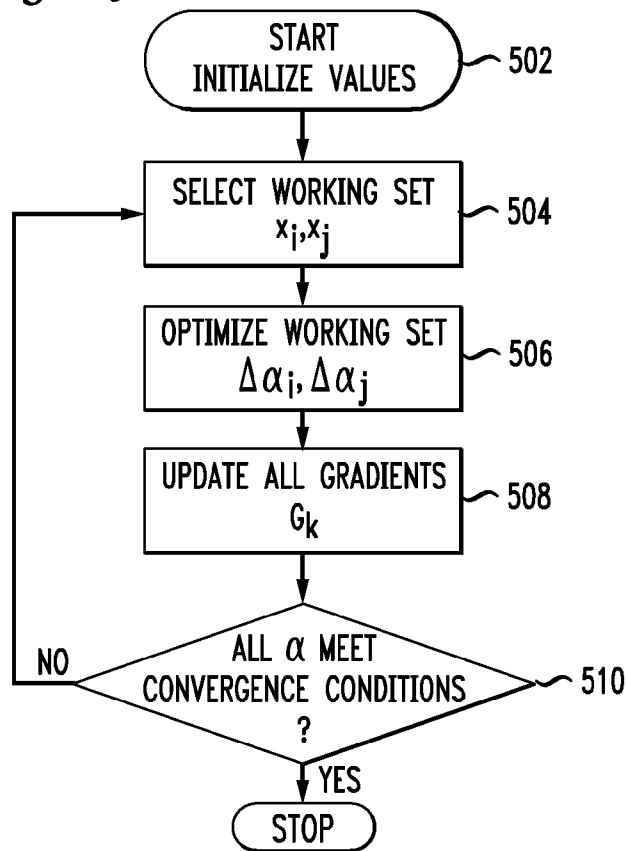 START
INITIALIZE VALUES
502
SELECT WORKING SET
xi,xj
504
OPTIMIZE WORKING SET
Δαi,Δαj
506
UPDATE ALL GRADIENTS
Gk
508
ALL α MEET
CONVERGENCE CONDITIONS
?
510
NO
YES
STOP